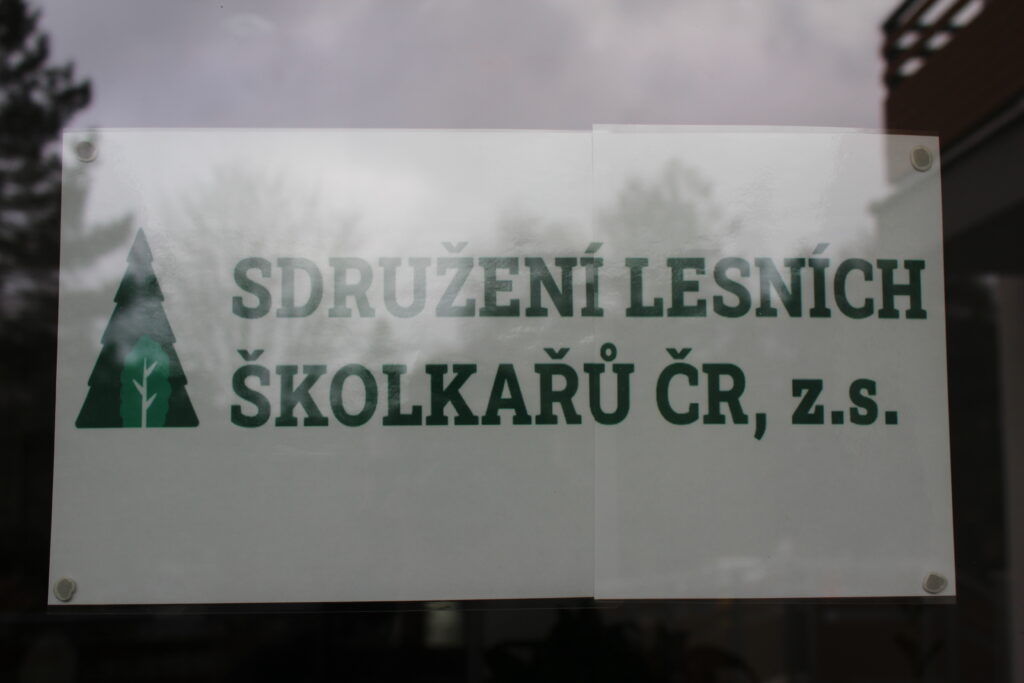 SDRUŽENÍ LESNÍCH
ŠKOLKAŘŮ ČR, z.s.